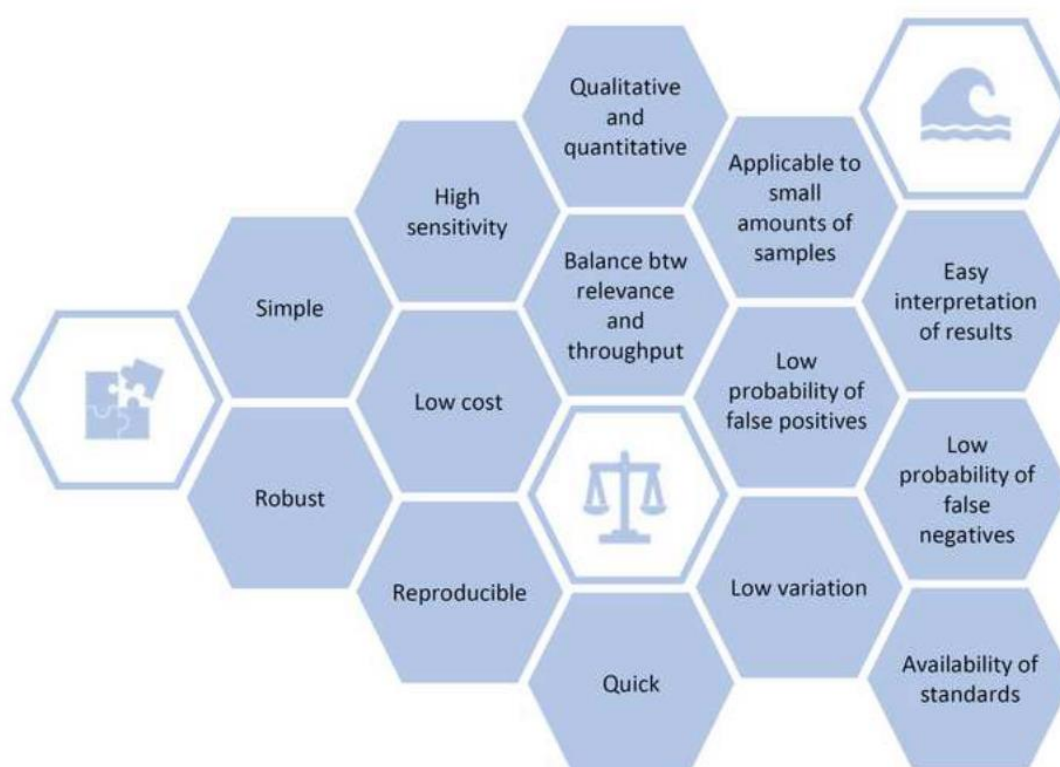 Simple
Robust
High
sensitivity
Low cost
Reproducible
Qualitative
and
quantitative
Balance btw
relevance
and
throughput
Quick
Applicable to
small
amounts of
samples
Low
probability of
false positives
Low variation
Easy
interpretation
of results
Low
probability of
false
negatives
Availability of
standards